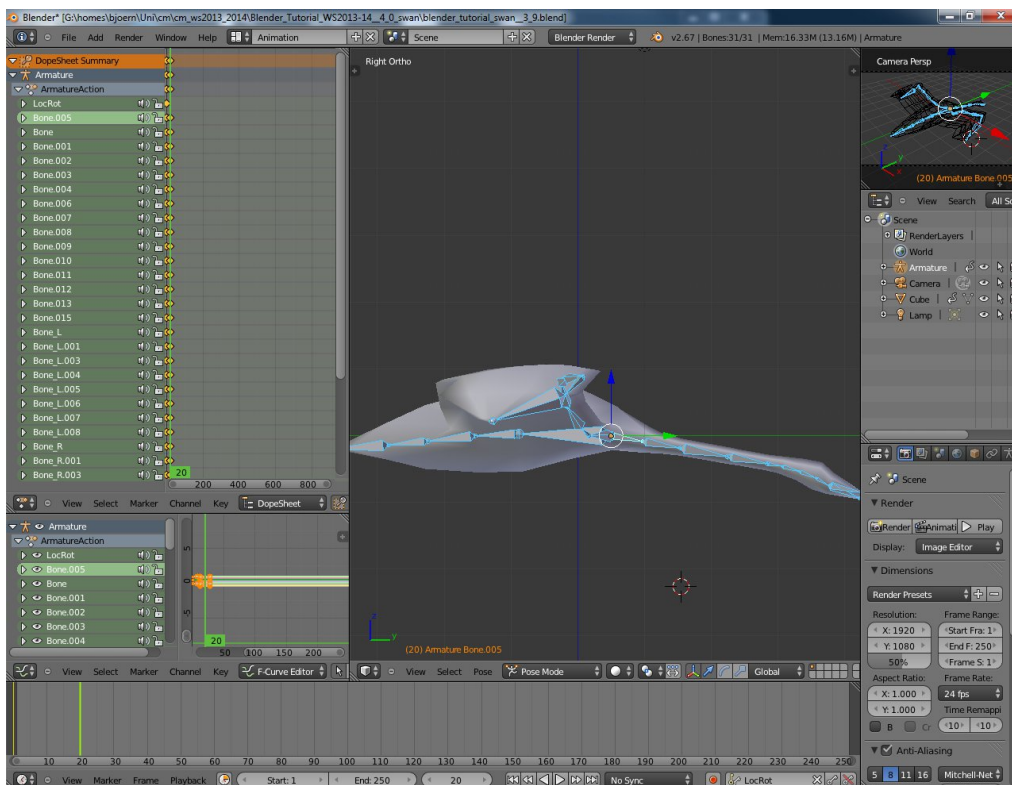 Blender* [G:\homes\bjoern\Uni\cm\cm_ws2013_2014\Blender_Tutorial_WS2013-14__4_0_swan\blender_tutorial_swan__3_9.blend]
File Add Render Window Help Animation Scene Blender Render v2.67 | Bones:31/31 | Mem:16.33M (13.16M) | Armature
DopeSheet Summary
Armature
ArmatureAction
LocRot
Bone.005
Bone
Bone.001
Bone.002
Bone.003
Bone.004
Bone.006
Bone.007
Bone.008
Bone.009
Bone.010
Bone.011
Bone.012
Bone.013
Bone.015
Bone_L
Bone_L.001
Bone_L.003
Bone_L.004
Bone_L.005
Bone_L.006
Bone_L.007
Bone_L.008
Bone_R
Bone_R.001
Bone_R.003
20
0 200 400 600 800
View Select Marker Channel Key DopeSheet
Armature
ArmatureAction
LocRot
Bone.005
Bone
Bone.001
Bone.002
Bone.003
Bone.004
5
0
-5
20
50 100 150 200
View Select Marker Channel Key F-Curve Editor
Right Ortho
z
y
(20) Armature Bone.005
View Select Pose Pose Mode Global
Camera Persp
z
y
x
(20) Armature Bone.005
View Search All Sc
Scene
RenderLayers |
World
Armature |
Camera |
Cube |
Lamp |
Scene
Render
Render Animati Play
Display: Image Editor
Dimensions
Render Presets
Resolution: Frame Range:
X: 1920 Start Fra: 1
Y: 1080 End F: 250
50% Frame S: 1
Aspect Ratio: Frame Rate:
X: 1.000 24 fps
Y: 1.000 Time Remappi
B Cr 10 10
Anti-Aliasing
5 8 11 16 Mitchell-Net
0 10 20 30 40 50 60 70 80 90 100 110 120 130 140 150 160 170 180 190 200 210 220 230 240 250
View Marker Frame Playback Start: 1 End: 250 20 No Sync LocRot